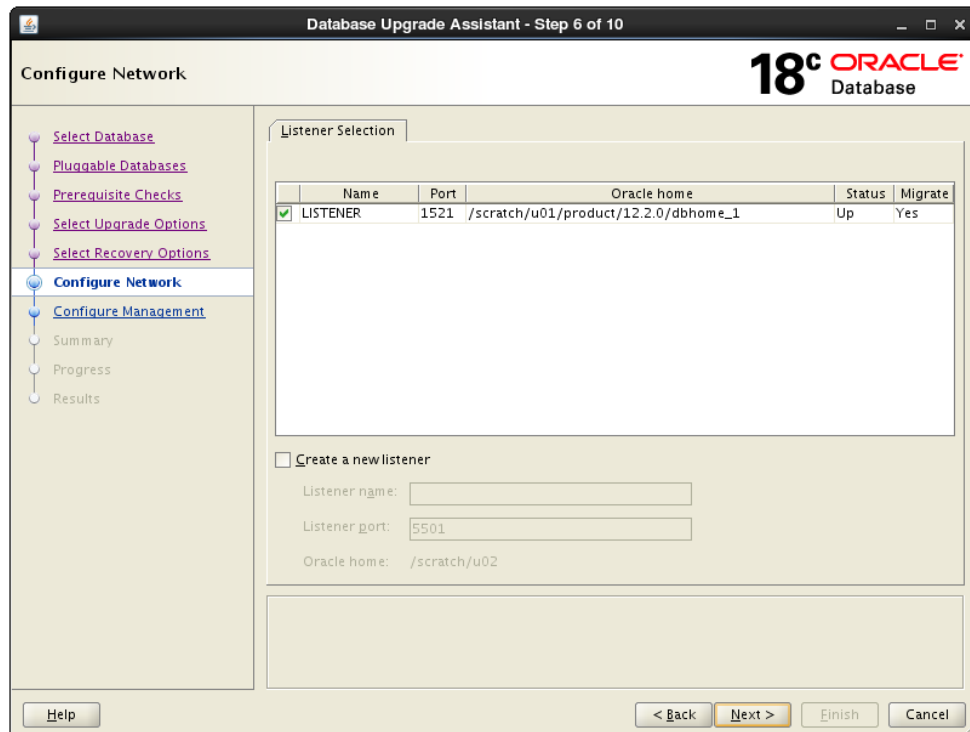 Database Upgrade Assistant - Step 6 of 10
Configure Network
18c ORACLE Database
Select Database
Pluggable Databases
Prerequisite Checks
Select Upgrade Options
Select Recovery Options
Configure Network
Configure Management
Summary
Progress
Results
Listener Selection
Name Port Oracle home Status Migrate
LISTENER 1521 /scratch/u01/product/12.2.0/dbhome_1 Up Yes
Create a new listener
Listener name:
Listener port: 5501
Oracle home: /scratch/u02
Help < Back Next > Finish Cancel